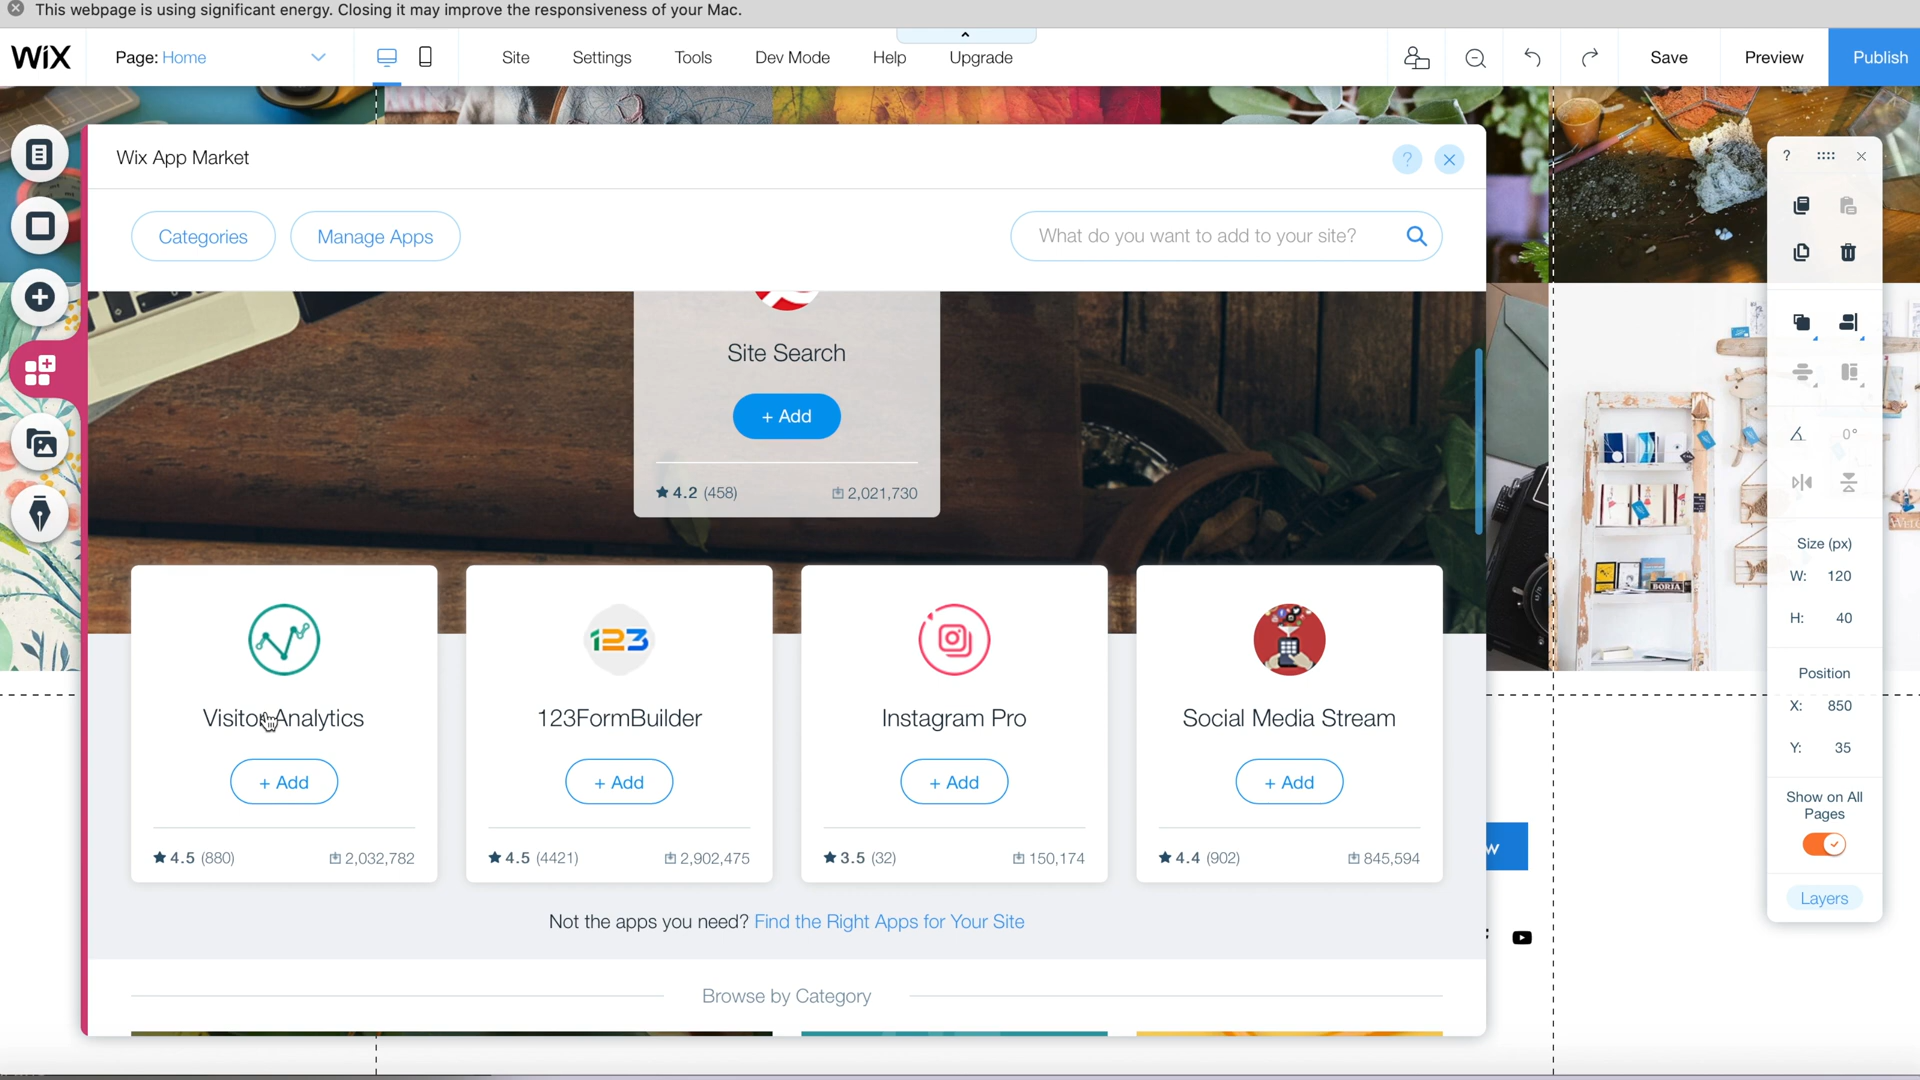 This webpage is using significant energy. Closing it may improve the responsiveness of your Mac.
WiX Page: Home Site Settings Tools Dev Mode Help Upgrade Save Preview Publish
Wix App Market ?
Categories Manage Apps What do you want to add to your site?
Site Search
+ Add
4.2 (458) 2,021,730
Visitor Analytics 123FormBuilder Instagram Pro Social Media Stream
123
+ Add + Add + Add + Add
4.5 (880) 2,032,782 4.5 (4421) 2,902,475 3.5 (32) 150,174 4.4 (902) 845,594
Not the apps you need? Find the Right Apps for Your Site
Browse by Category
?
0°
Size (px)
W: 120
H: 40
Position
X: 850
Y: 35
Show on All
Pages
Layers
BORJA